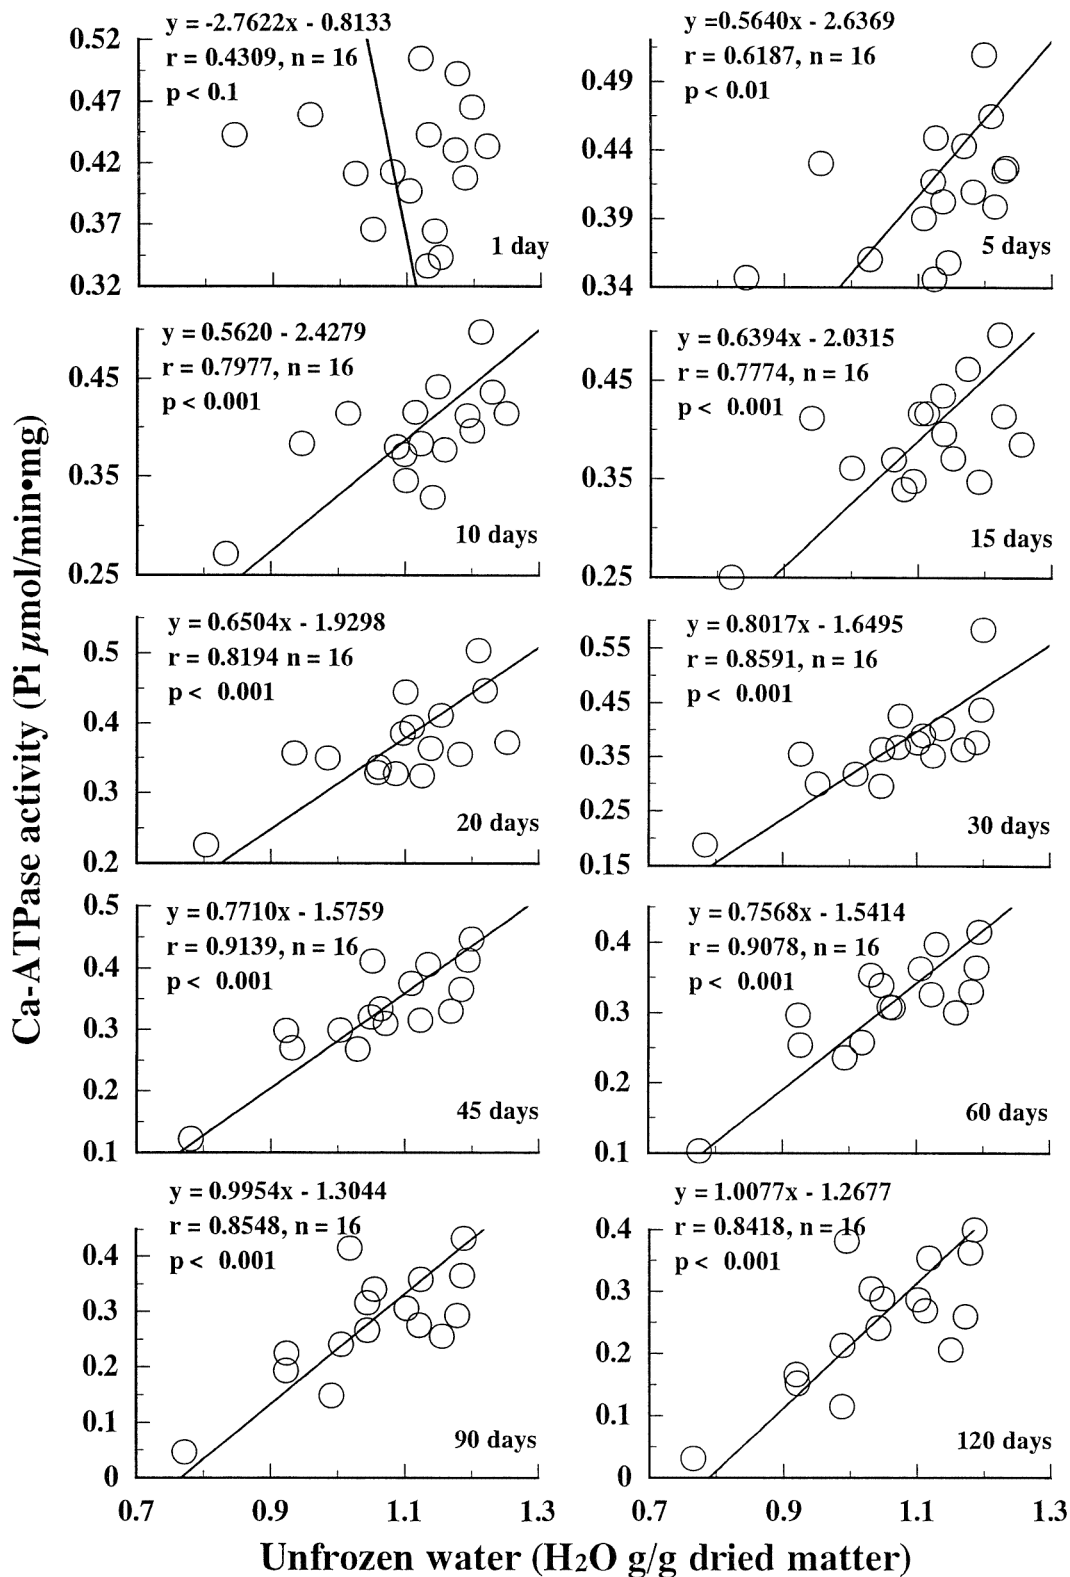 y = -2.7622x - 0.8133
r = 0.4309, n = 16
p < 0.1
0.52
0.47
0.42
0.37
0.32
1 day
y =0.5640x - 2.6369
r = 0.6187, n = 16
p < 0.01
0.49
0.44
0.39
0.34
5 days
y = 0.5620 - 2.4279
r = 0.7977, n = 16
p < 0.001
0.45
0.35
0.25
10 days
y = 0.6394x - 2.0315
r = 0.7774, n = 16
p < 0.001
0.45
0.35
0.25
15 days
y = 0.6504x - 1.9298
r = 0.8194 n = 16
p < 0.001
0.5
0.4
0.3
0.2
20 days
y = 0.8017x - 1.6495
r = 0.8591, n = 16
p < 0.001
0.55
0.45
0.35
0.25
0.15
30 days
y = 0.7710x - 1.5759
r = 0.9139, n = 16
p < 0.001
0.5
0.4
0.3
0.2
0.1
45 days
y = 0.7568x - 1.5414
r = 0.9078, n = 16
p < 0.001
0.4
0.3
0.2
0.1
60 days
y = 0.9954x - 1.3044
r = 0.8548, n = 16
p < 0.001
0.4
0.3
0.2
0.1
0
90 days
0.7 0.9 1.1 1.3
y = 1.0077x - 1.2677
r = 0.8418, n = 16
p < 0.001
0.4
0.3
0.2
0.1
0
120 days
0.7 0.9 1.1 1.3
Ca-ATPase activity (Pi μmol/min•mg)
Unfrozen water (H₂O g/g dried matter)